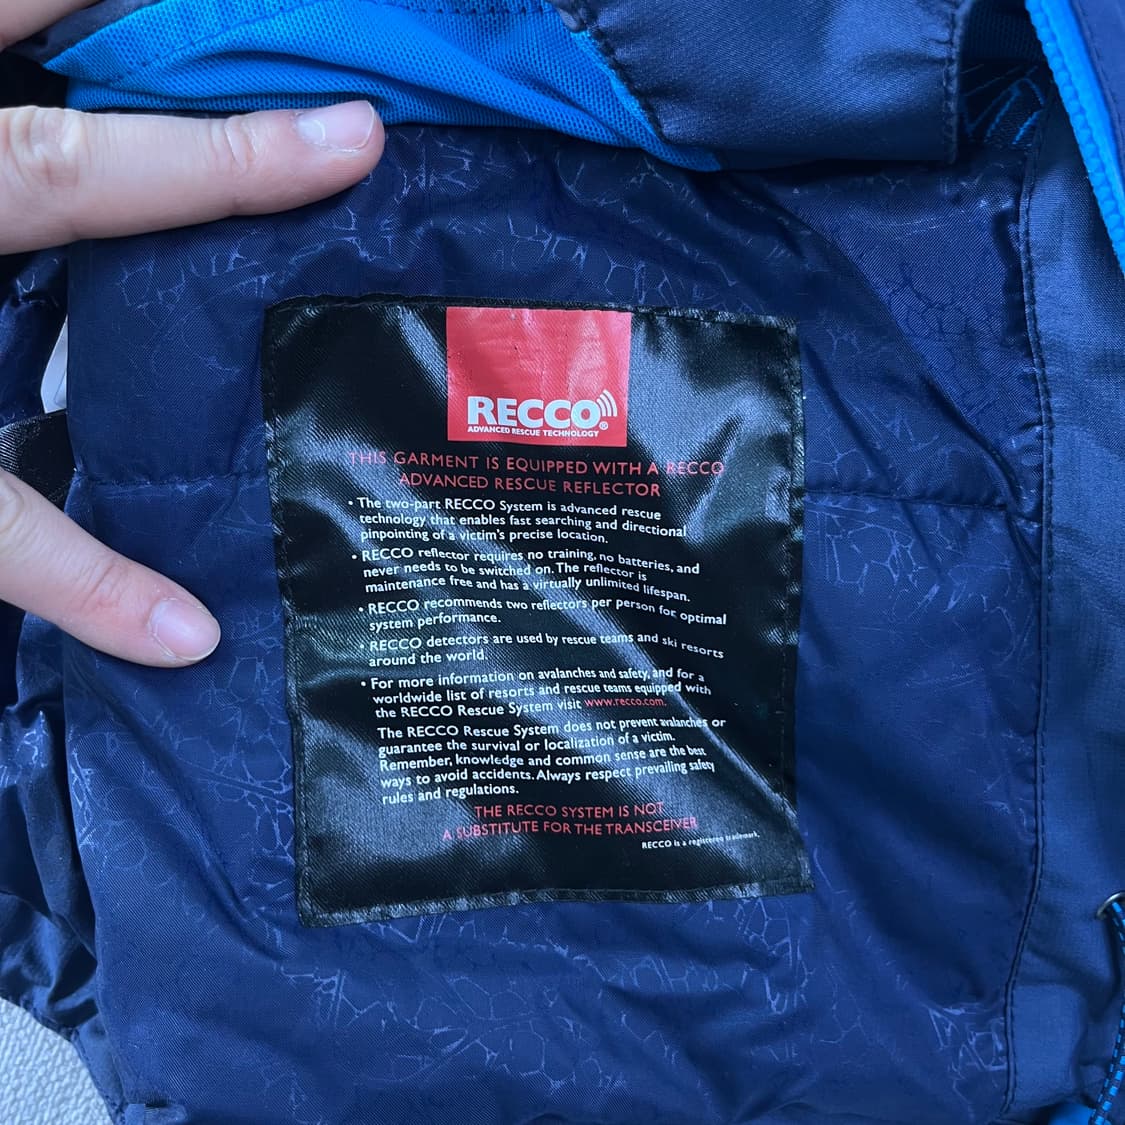 RECCO®
ADVANCED RESCUE TECHNOLOGY
THIS GARMENT IS EQUIPPED WITH A RECCO
ADVANCED RESCUE REFLECTOR
• The two-part RECCO System is advanced rescue
technology that enables fast searching and directional
pinpointing of a victim's precise location.
• RECCO reflector requires no training, no batteries, and
never needs to be switched on. The reflector is
maintenance free and has a virtually unlimited lifespan.
• RECCO recommends two reflectors per person for optimal
system performance.
• RECCO detectors are used by rescue teams and ski resorts
around the world.
• For more information on avalanches and safety, and for a
worldwide list of resorts and rescue teams equipped with
the RECCO Rescue System visit www.recco.com.
The RECCO Rescue System does not prevent avalanches or
guarantee the survival or localization of a victim.
Remember, knowledge and common sense are the best
ways to avoid accidents. Always respect prevailing safety
rules and regulations.
THE RECCO SYSTEM IS NOT
A SUBSTITUTE FOR THE TRANSCEIVER
RECCO is a registered trademark.